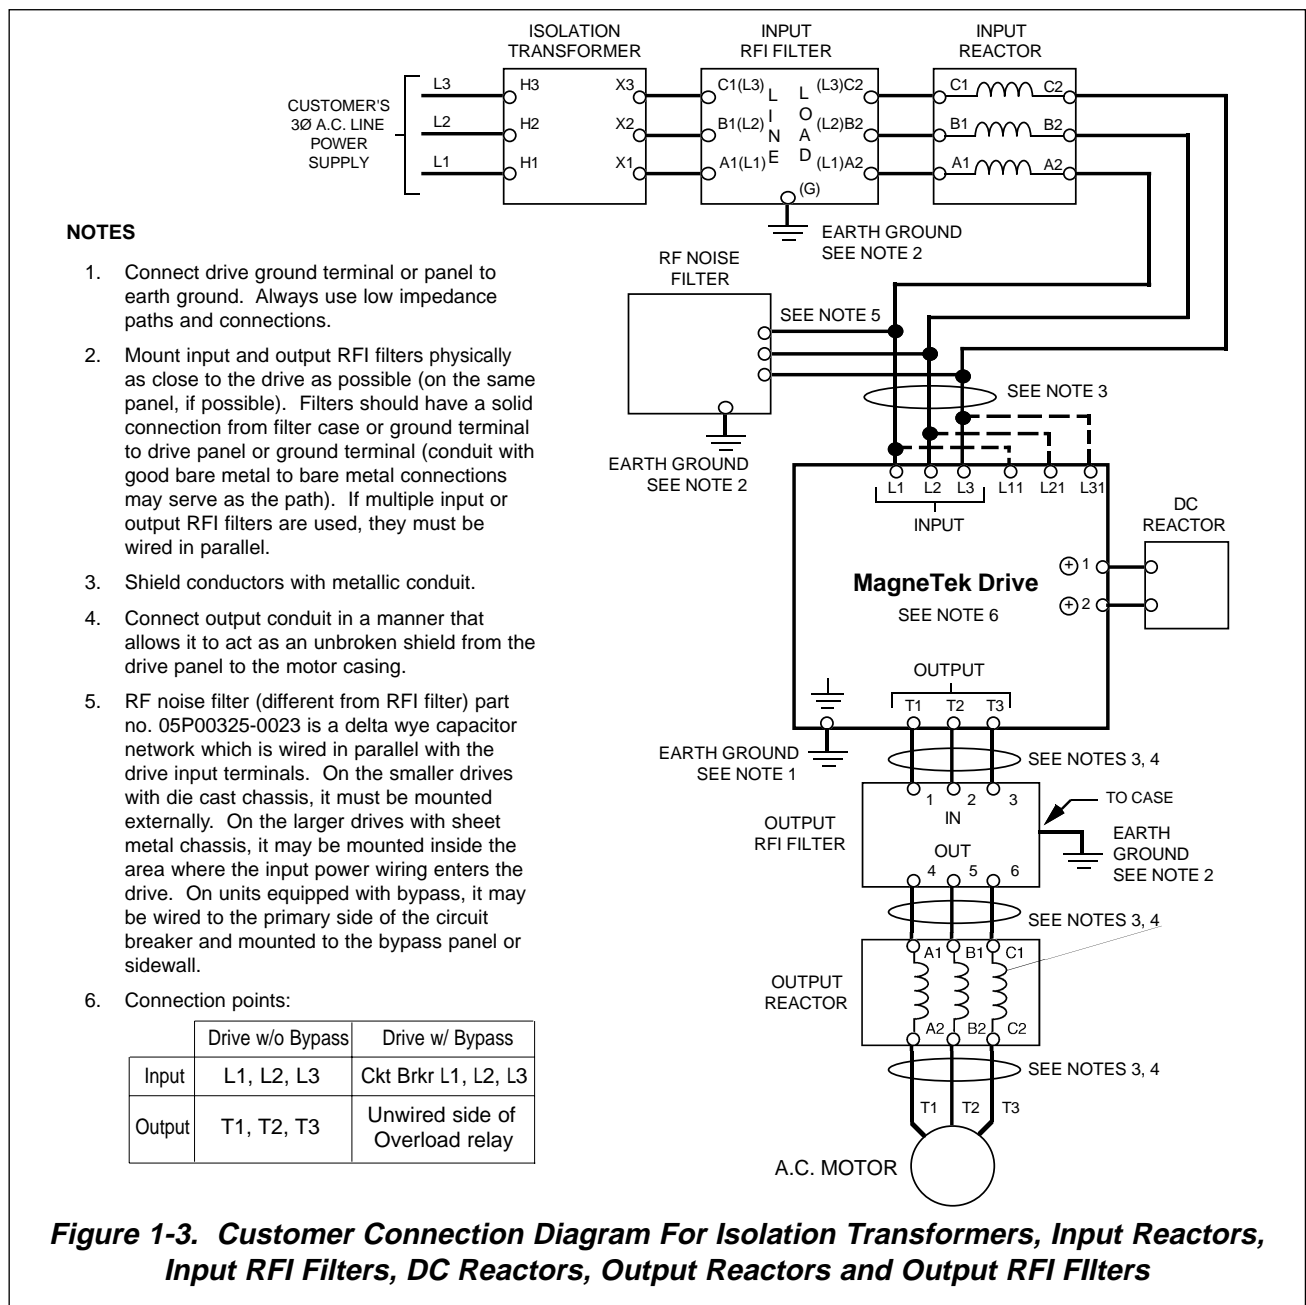 ISOLATION
TRANSFORMER
INPUT
RFI FILTER
INPUT
REACTOR
CUSTOMER'S
3Ø A.C. LINE
POWER
SUPPLY
L3
L2
L1
H3
H2
H1
X3
X2
X1
C1(L3)
B1(L2)
A1(L1)
LINE
LOAD
(L3)C2
(L2)B2
(L1)A2
(G)
C1
C2
B1
B2
A1
A2
EARTH GROUND
SEE NOTE 2
RF NOISE
FILTER
SEE NOTE 5
SEE NOTE 3
EARTH GROUND
SEE NOTE 2
L1 L2 L3 L11 L21 L31
INPUT
DC
REACTOR
MagneTek Drive
SEE NOTE 6
+ 1
+ 2
OUTPUT
T1 T2 T3
EARTH GROUND
SEE NOTE 1
SEE NOTES 3, 4
OUTPUT
RFI FILTER
1 2 3
IN
OUT
4 5 6
TO CASE
EARTH
GROUND
SEE NOTE 2
SEE NOTES 3, 4
OUTPUT
REACTOR
A1 B1 C1
A2 B2 C2
SEE NOTES 3, 4
T1 T2 T3
A.C. MOTOR
NOTES
1. Connect drive ground terminal or panel to
earth ground. Always use low impedance
paths and connections.
2. Mount input and output RFI filters physically
as close to the drive as possible (on the same
panel, if possible). Filters should have a solid
connection from filter case or ground terminal
to drive panel or ground terminal (conduit with
good bare metal to bare metal connections
may serve as the path). If multiple input or
output RFI filters are used, they must be
wired in parallel.
3. Shield conductors with metallic conduit.
4. Connect output conduit in a manner that
allows it to act as an unbroken shield from the
drive panel to the motor casing.
5. RF noise filter (different from RFI filter) part
no. 05P00325-0023 is a delta wye capacitor
network which is wired in parallel with the
drive input terminals. On the smaller drives
with die cast chassis, it must be mounted
externally. On the larger drives with sheet
metal chassis, it may be mounted inside the
area where the input power wiring enters the
drive. On units equipped with bypass, it may
be wired to the primary side of the circuit
breaker and mounted to the bypass panel or
sidewall.
6. Connection points:
Drive w/o Bypass Drive w/ Bypass
Input L1, L2, L3 Ckt Brkr L1, L2, L3
Output T1, T2, T3 Unwired side of
Overload relay
Figure 1-3. Customer Connection Diagram For Isolation Transformers, Input Reactors,
Input RFI Filters, DC Reactors, Output Reactors and Output RFI FIlters